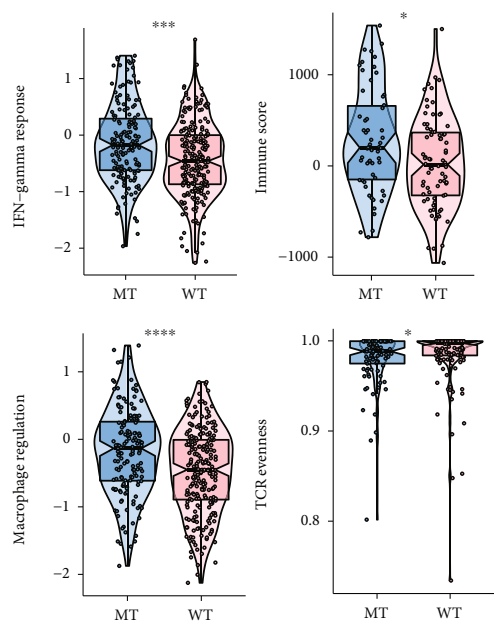 ***
IFN−gamma response
1
0
−1
−2
MT
WT
*
Immune score
1000
0
−1000
MT
WT
****
Macrophage regulation
1
0
−1
−2
MT
WT
*
TCR evenness
1.0
0.9
0.8
MT
WT